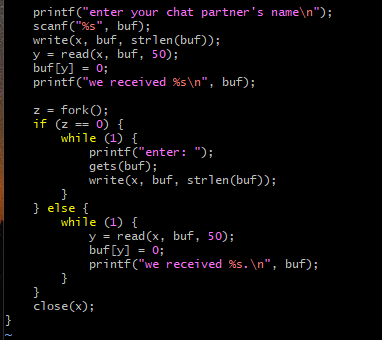 printf("enter your chat partner's name\n");
scanf("%s", buf);
write(x, buf, strlen(buf));
y = read(x, buf, 50);
buf[y] = 0;
printf("we received %s\n", buf);

z = fork();
if (z == 0) {
    while (1) {
        printf("enter: ");
        gets(buf);
        write(x, buf, strlen(buf));
    }
} else {
    while (1) {
        y = read(x, buf, 50);
        buf[y] = 0;
        printf("we received %s.\n", buf);
    }
}
close(x);
}
~